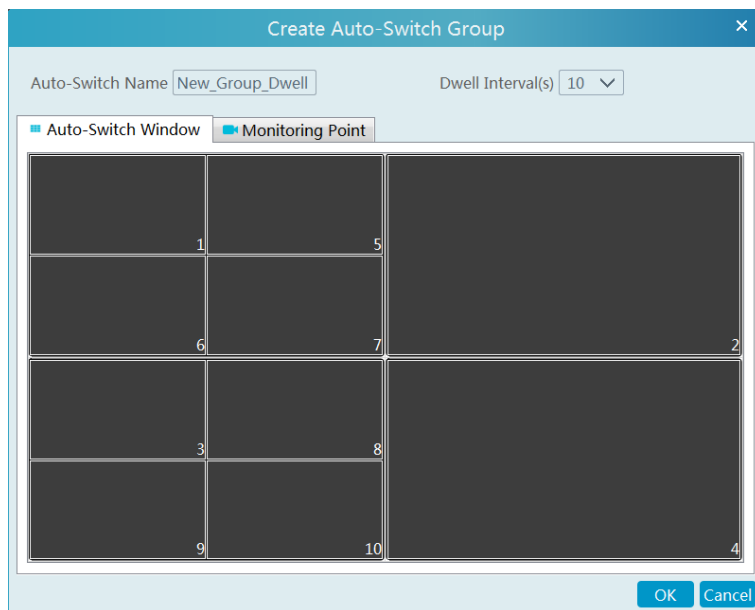 Create Auto-Switch Group
Auto-Switch Name New_Group_Dwell Dwell Interval(s) 10
Auto-Switch Window Monitoring Point
1 5
2
6 7
3 8
4
9 10
OK Cancel